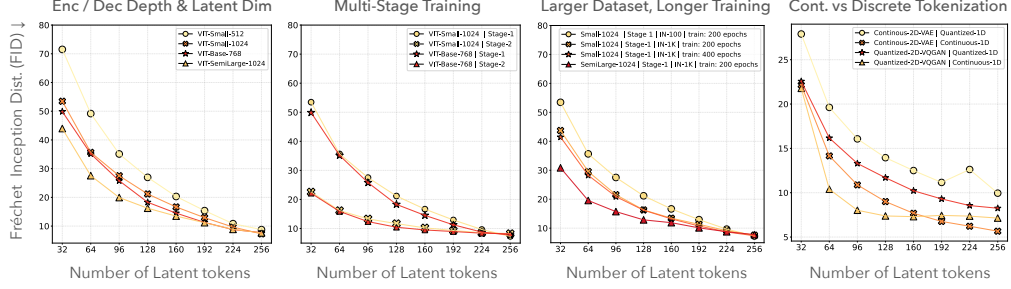 Enc / Dec Depth & Latent Dim
Multi-Stage Training
Larger Dataset, Longer Training
Cont. vs Discrete Tokenization
Fréchet Inception Dist. (FID) ↓
80
70
60
50
40
30
20
10
32 64 96 128 160 192 224 256
VIT-Small-512
VIT-Small-1024
VIT-Base-768
VIT-SemiLarge-1024
Number of Latent tokens
80
70
60
50
40
30
20
10
32 64 96 128 160 192 224 256
VIT-Small-1024 | Stage-1
VIT-Small-1024 | Stage-2
VIT-Base-768 | Stage-1
VIT-Base-768 | Stage-2
Number of Latent tokens
80
70
60
50
40
30
20
10
32 64 96 128 160 192 224 256
Small-1024 | Stage 1 | IN-100 | train: 200 epochs
Small-1024 | Stage 1 | IN-1K | train: 200 epochs
Small-1024 | Stage 1 | IN-1K | train: 400 epochs
SemiLarge-1024 | Stage-1 | IN-1K | train: 200 epochs
Number of Latent tokens
25
20
15
10
5
32 64 96 128 160 192 224 256
Continous-2D-VAE | Quantized-1D
Continous-2D-VAE | Continuous-1D
Quantized-2D-VQGAN | Quantized-1D
Quantized-2D-VQGAN | Continuous-1D
Number of Latent tokens